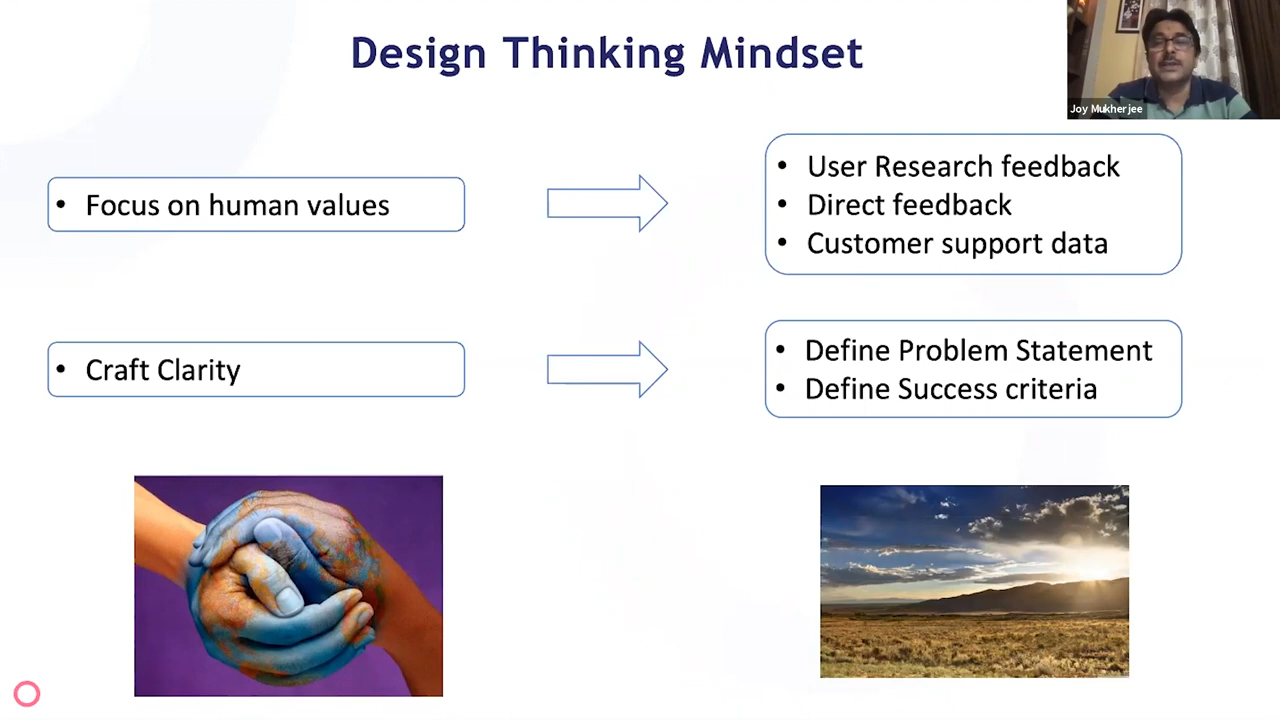 Design Thinking Mindset
Joy Mukherjee
• Focus on human values
• User Research feedback
• Direct feedback
• Customer support data
• Craft Clarity
• Define Problem Statement
• Define Success criteria